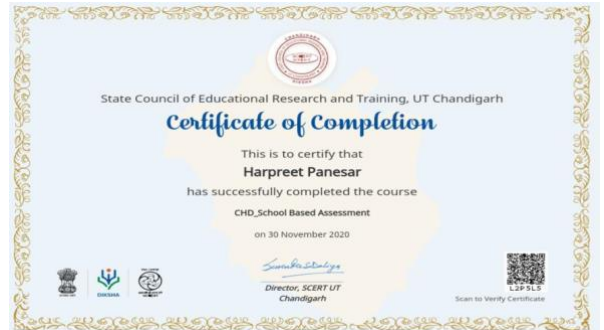 CHANDIGARH
State Council of Educational Research and Training, UT Chandigarh
Certificate of Completion
This is to certify that
Harpreet Panesar
has successfully completed the course
CHD_School Based Assessment
on 30 November 2020
Director, SCERT UT
Chandigarh
DIKSHA
L2P5L5
Scan to Verify Certificate